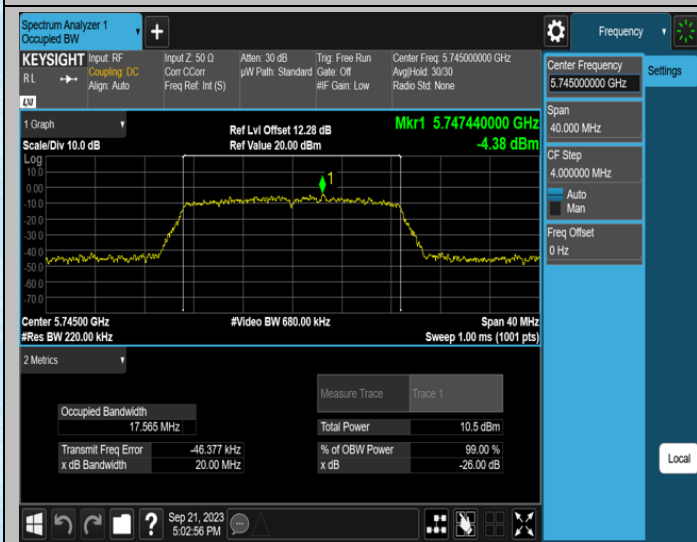 Spectrum Analyzer 1
Occupied BW
Frequency
KEYSIGHT
RL
LXI
Input: RF
Coupling: DC
Align: Auto
Input Z: 50 Ω
Corr CCorr
Freq Ref: Int (S)
Atten: 30 dB
µW Path: Standard
Trig: Free Run
Gate: Off
#IF Gain: Low
Center Freq: 5.745000000 GHz
Avg|Hold: 30/30
Radio Std: None
Center Frequency
5.745000000 GHz
Settings
Span
40.000 MHz
CF Step
4.000000 MHz
Auto
Man
Freq Offset
0 Hz
Local
1 Graph
Scale/Div 10.0 dB
Ref Lvl Offset 12.28 dB
Ref Value 20.00 dBm
Mkr1 5.747440000 GHz
-4.38 dBm
Log
10.0
0.00
-10.0
-20.0
-30.0
-40.0
-50.0
-60.0
-70.0
1
Center 5.74500 GHz
#Video BW 680.00 kHz
Span 40 MHz
#Res BW 220.00 kHz
Sweep 1.00 ms (1001 pts)
2 Metrics
Measure Trace
Trace 1
Occupied Bandwidth
17.565 MHz
Total Power
10.5 dBm
Transmit Freq Error
-46.377 kHz
% of OBW Power
99.00 %
x dB Bandwidth
20.00 MHz
x dB
-26.00 dB
?
Sep 21, 2023
5:02:56 PM